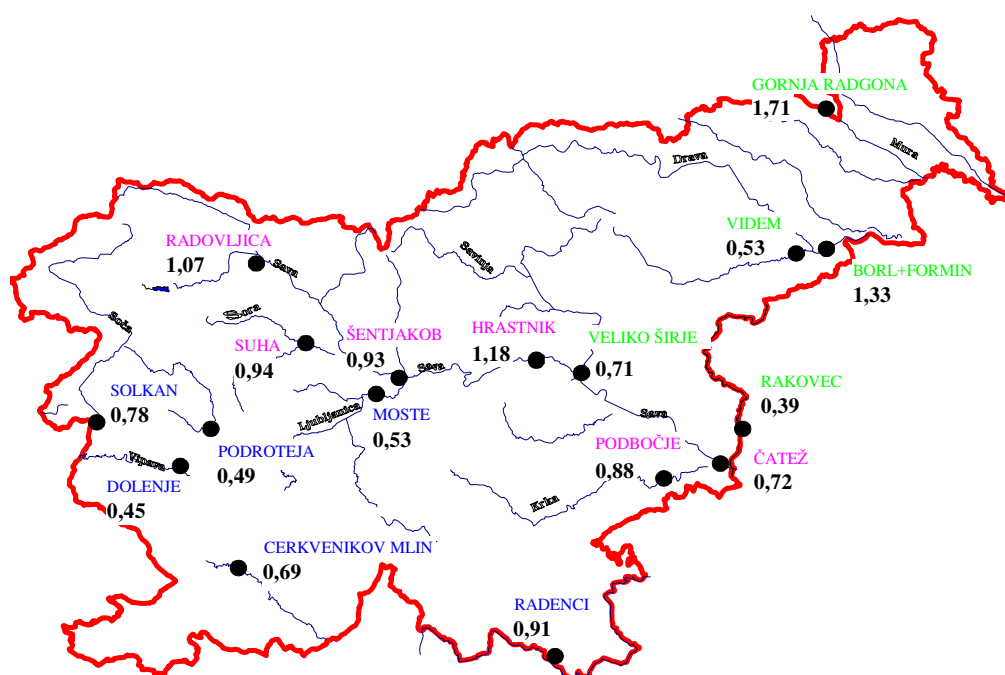 GORNJA RADGONA
1,71
Mura
Drava
VIDEM
0,53
BORL+FORMIN
1,33
RADOVLJICA
1,07
Sava
Savinja
Sora
Soča
SUHA
0,94
ŠENTJAKOB
0,93
HRASTNIK
1,18
VELIKO ŠIRJE
0,71
Sava
SOLKAN
0,78
Ljubljanica
MOSTE
0,53
Sava
RAKOVEC
0,39
PODROTEJA
0,49
Vipava
DOLENJE
0,45
PODBOČJE
0,88
ČATEŽ
0,72
Krka
CERKVENIKOV MLIN
0,69
RADENCI
0,91